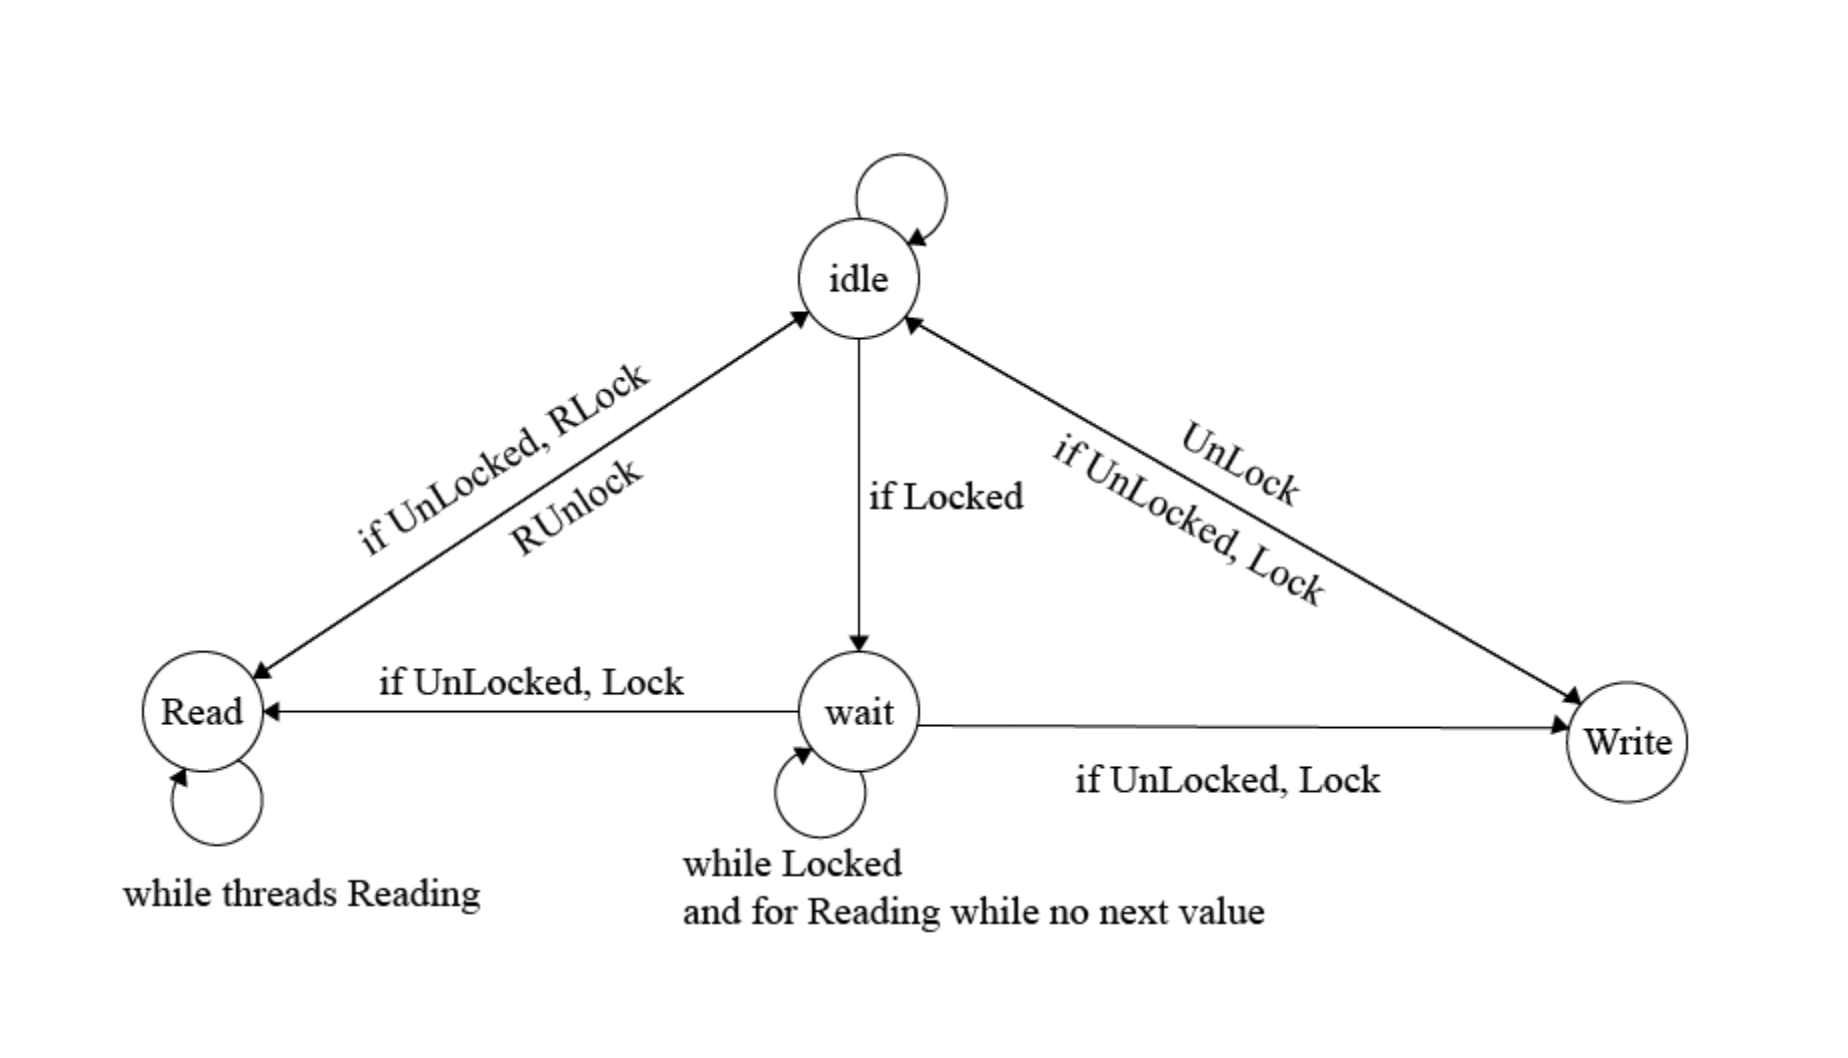 idle
if UnLocked, RLock
RUnlock
if Locked
UnLock
if UnLocked, Lock
Read
if UnLocked, Lock
wait
if UnLocked, Lock
Write
while threads Reading
while Locked
and for Reading while no next value